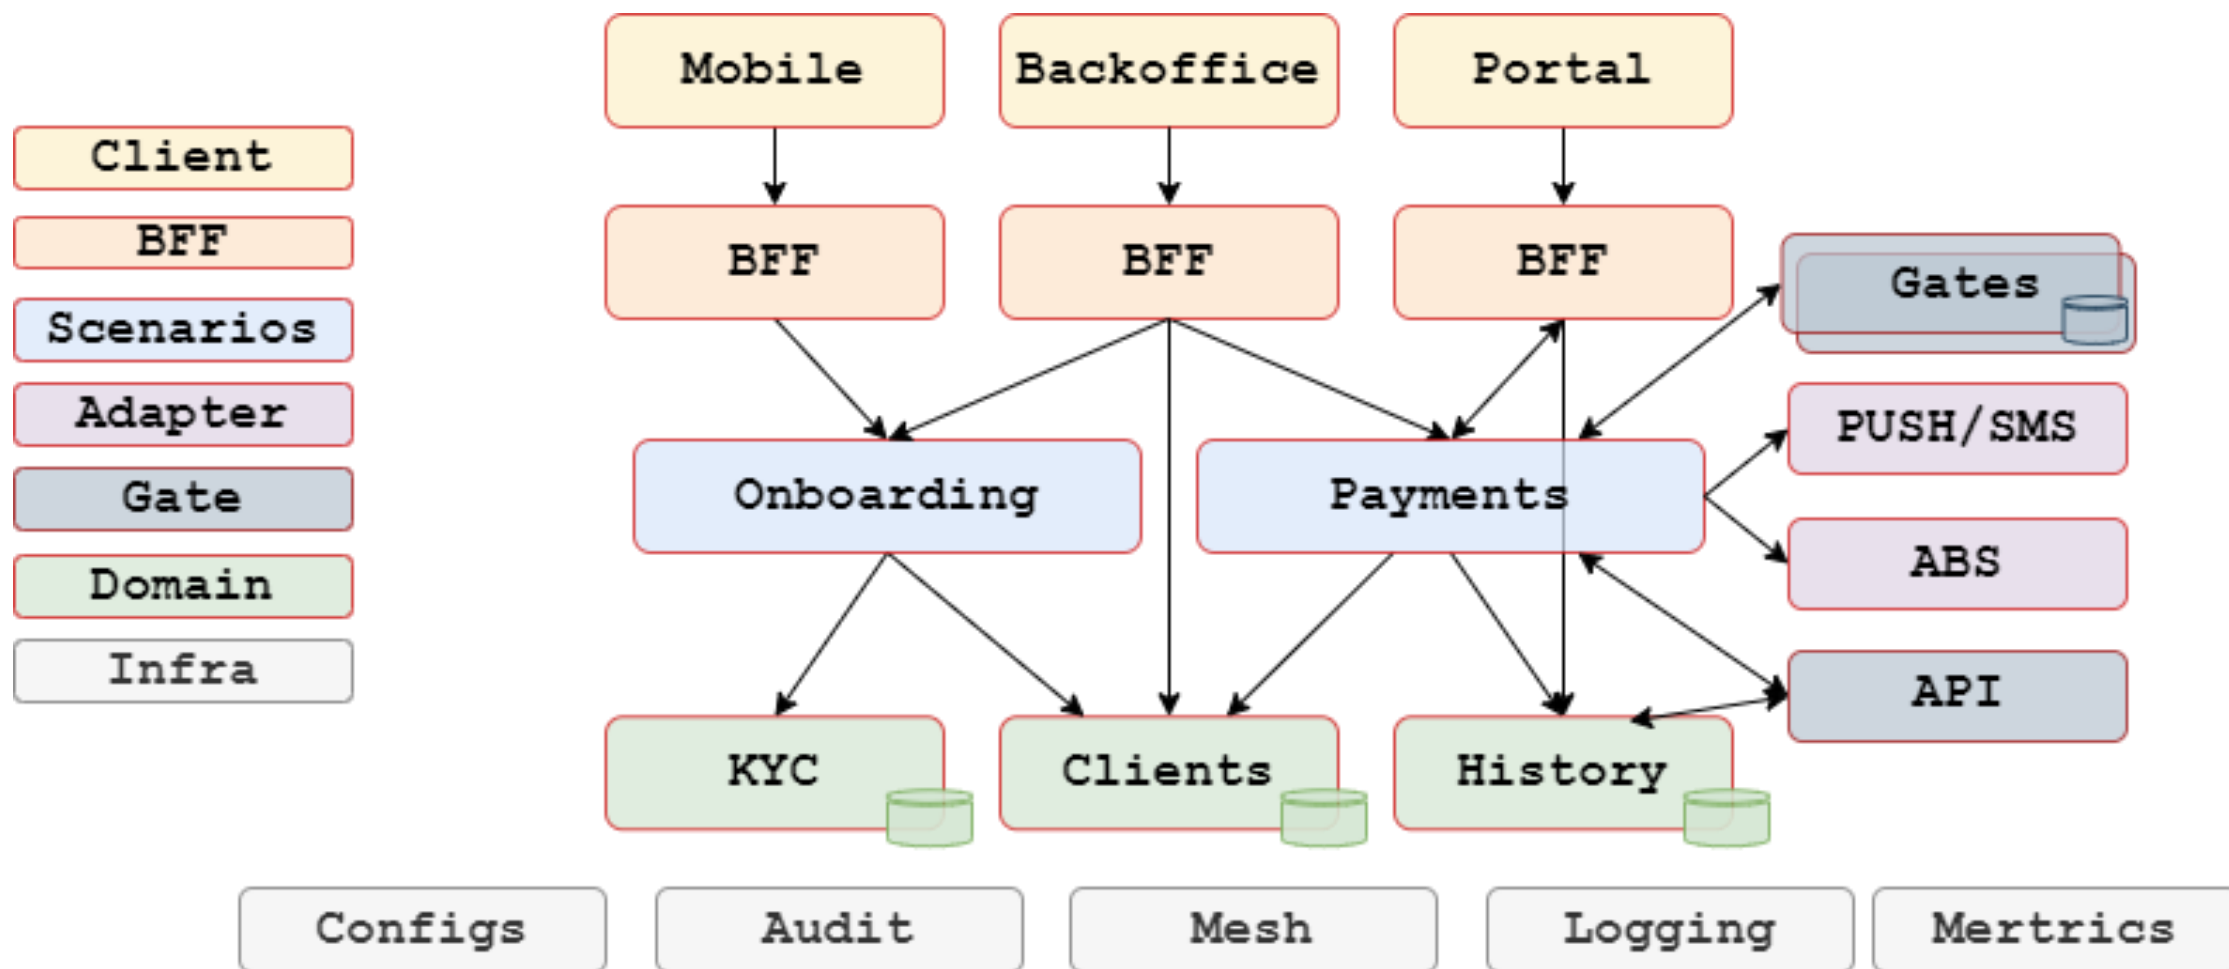 Mobile
Backoffice
Portal
Client
BFF
Scenarios
Adapter
Gate
Domain
Infra
BFF
BFF
BFF
Gates
Onboarding
Payments
PUSH/SMS
ABS
API
KYC
Clients
History
Configs
Audit
Mesh
Logging
Mertrics